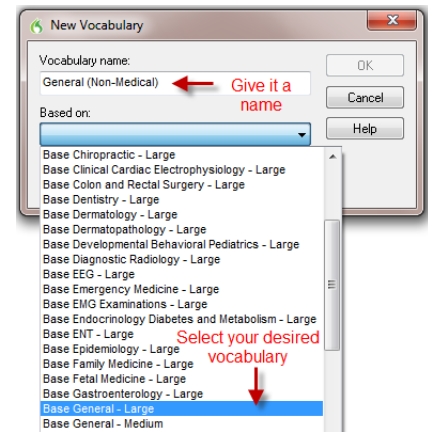 New Vocabulary
Vocabulary name:
OK
General (Non-Medical)
Give it a
name
Cancel
Based on:
Help
Base Chiropractic - Large
Base Clinical Cardiac Electrophysiology - Large
Base Colon and Rectal Surgery - Large
Base Dentistry - Large
Base Dermatology - Large
Base Dermatopathology - Large
Base Developmental Behavioral Pediatrics - Large
Base Diagnostic Radiology - Large
Base EEG - Large
Base Emergency Medicine - Large
Base EMG Examinations - Large
Base Endocrinology Diabetes and Metabolism - Large
Base ENT - Large
Base Epidemiology - Large
Base Family Medicine - Large
Base Fetal Medicine - Large
Base Gastroenterology - Large
Base General - Large
Base General - Medium
Select your desired
vocabulary